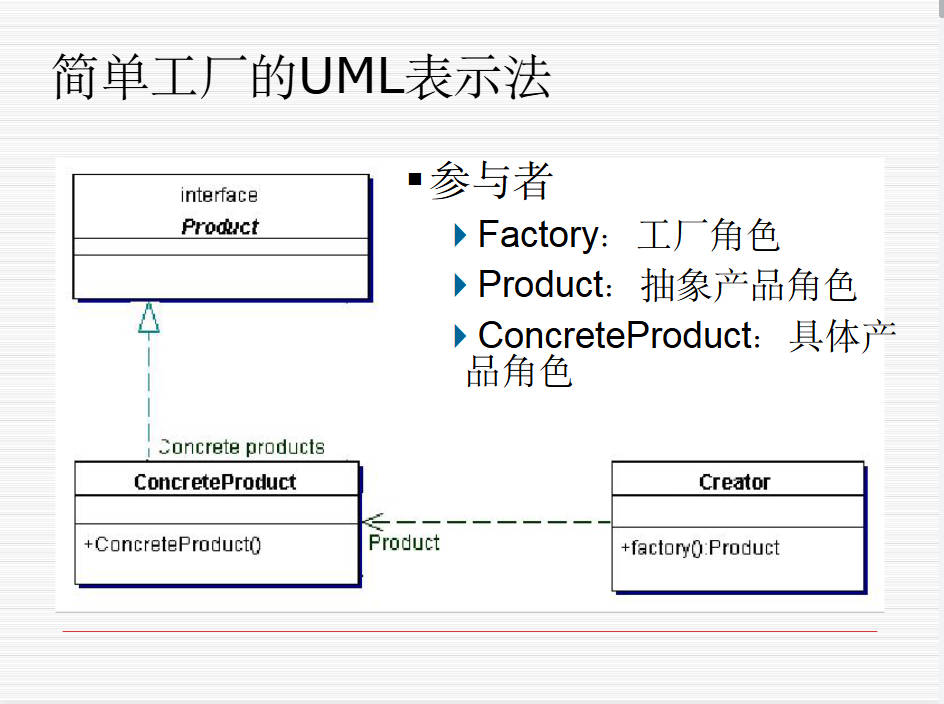 简单工厂的UML表示法
interface
Product
参与者
Factory： 工厂角色
Product： 抽象产品角色
ConcreteProduct： 具体产
品角色
Concrete products
ConcreteProduct
+ConcreteProduct()
Product
Creator
+factory():Product